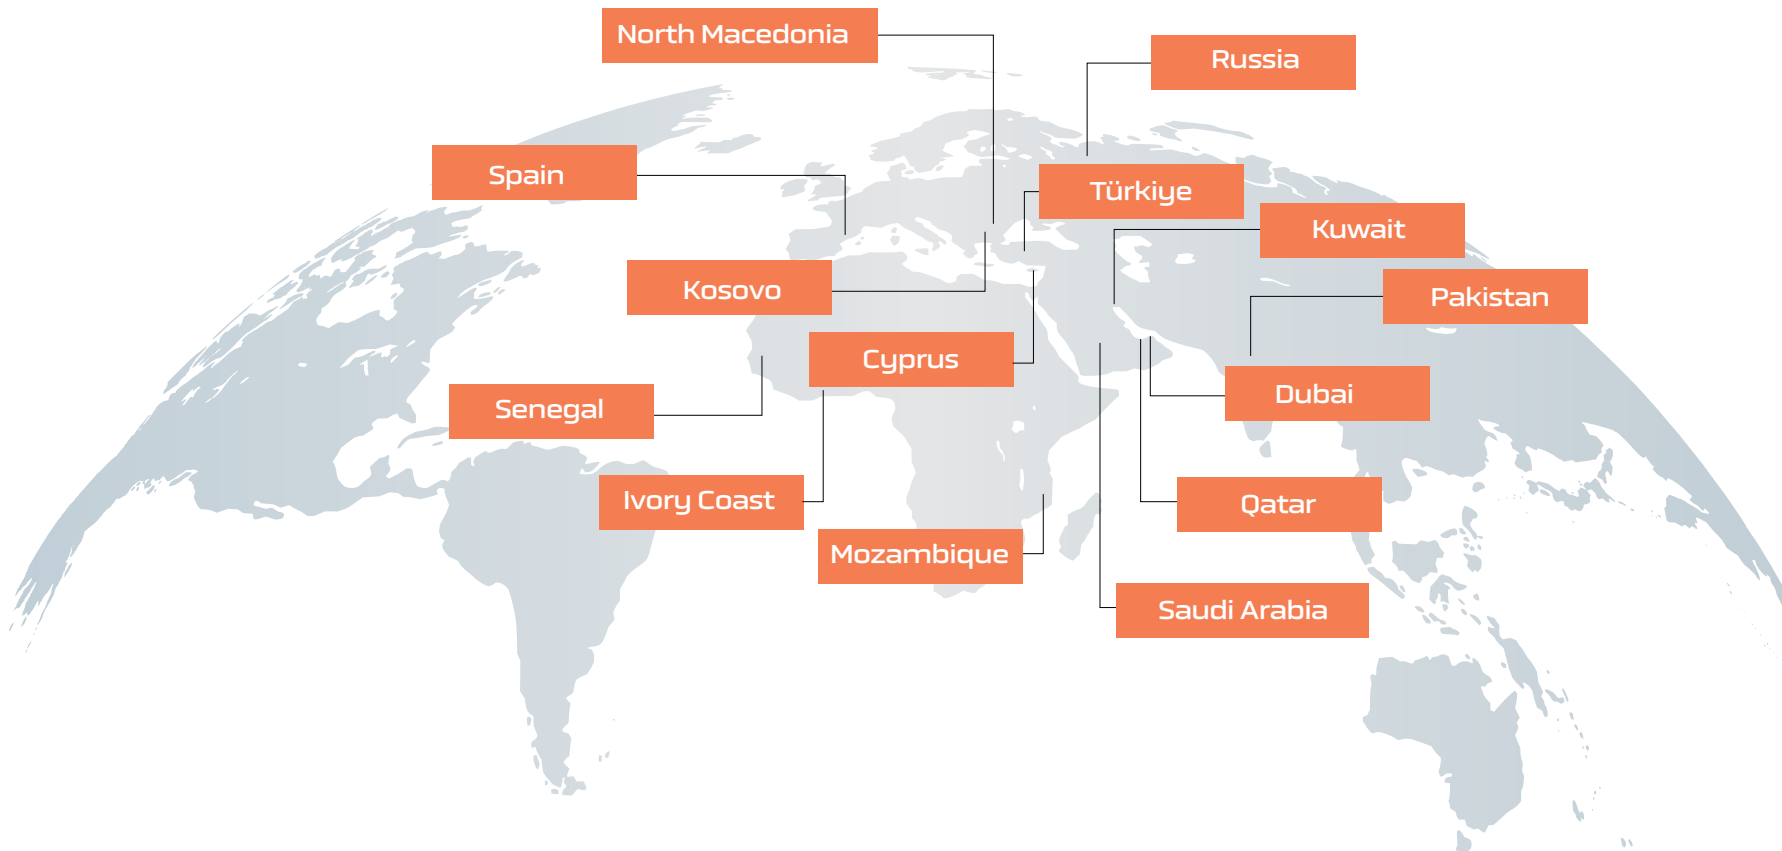 North Macedonia
Russia
Spain
Türkiye
Kuwait
Kosovo
Pakistan
Cyprus
Dubai
Senegal
Ivory Coast
Qatar
Mozambique
Saudi Arabia